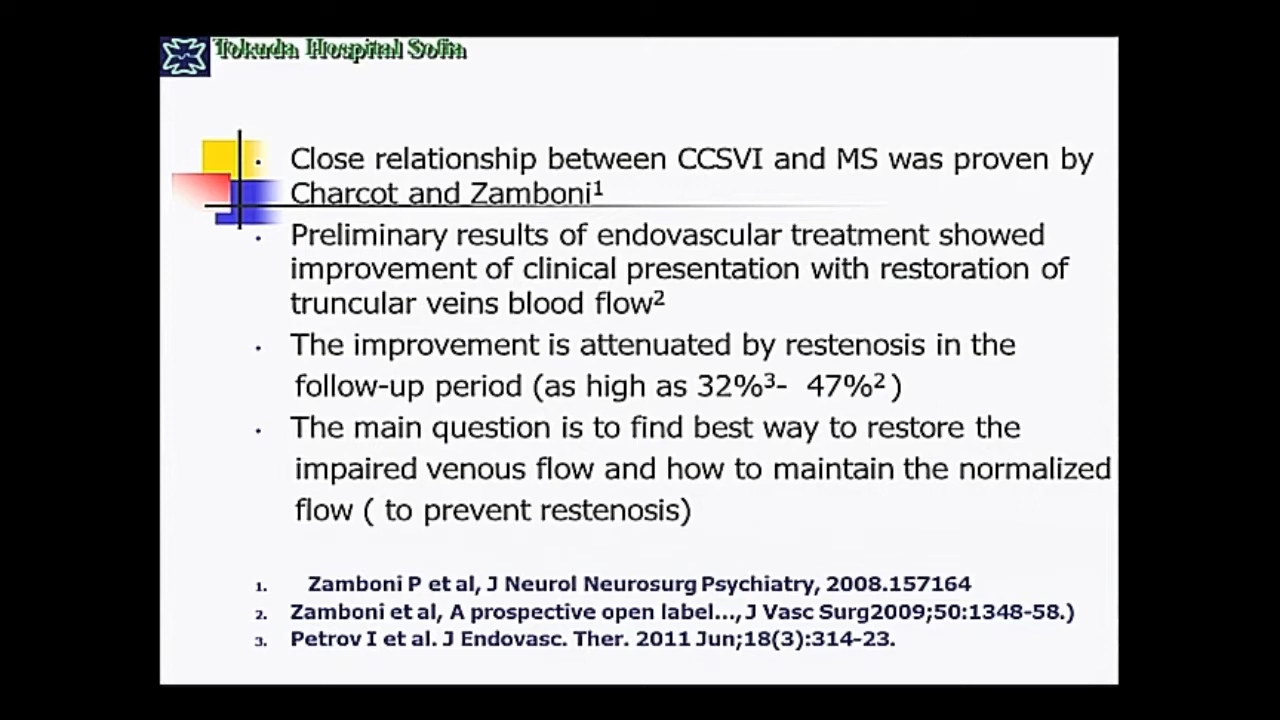 Tokuda Hospital Sofia
• Close relationship between CCSVI and MS was proven by
Charcot and Zamboni¹
• Preliminary results of endovascular treatment showed
improvement of clinical presentation with restoration of
truncular veins blood flow²
• The improvement is attenuated by restenosis in the
follow-up period (as high as 32%³- 47%² )
• The main question is to find best way to restore the
impaired venous flow and how to maintain the normalized
flow ( to prevent restenosis)
1. Zamboni P et al, J Neurol Neurosurg Psychiatry, 2008.157164
2. Zamboni et al, A prospective open label..., J Vasc Surg2009;50:1348-58.)
3. Petrov I et al. J Endovasc. Ther. 2011 Jun;18(3):314-23.